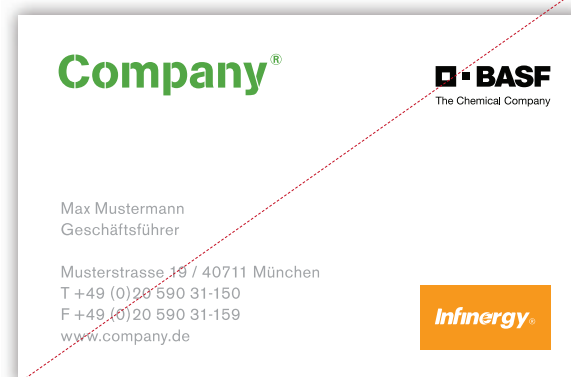 Company®
BASF
The Chemical Company
Max Mustermann
Geschäftsführer
Musterstrasse 19 / 40711 München
T +49 (0)20 590 31-150
F +49 (0)20 590 31-159
www.company.de
Infinergy®